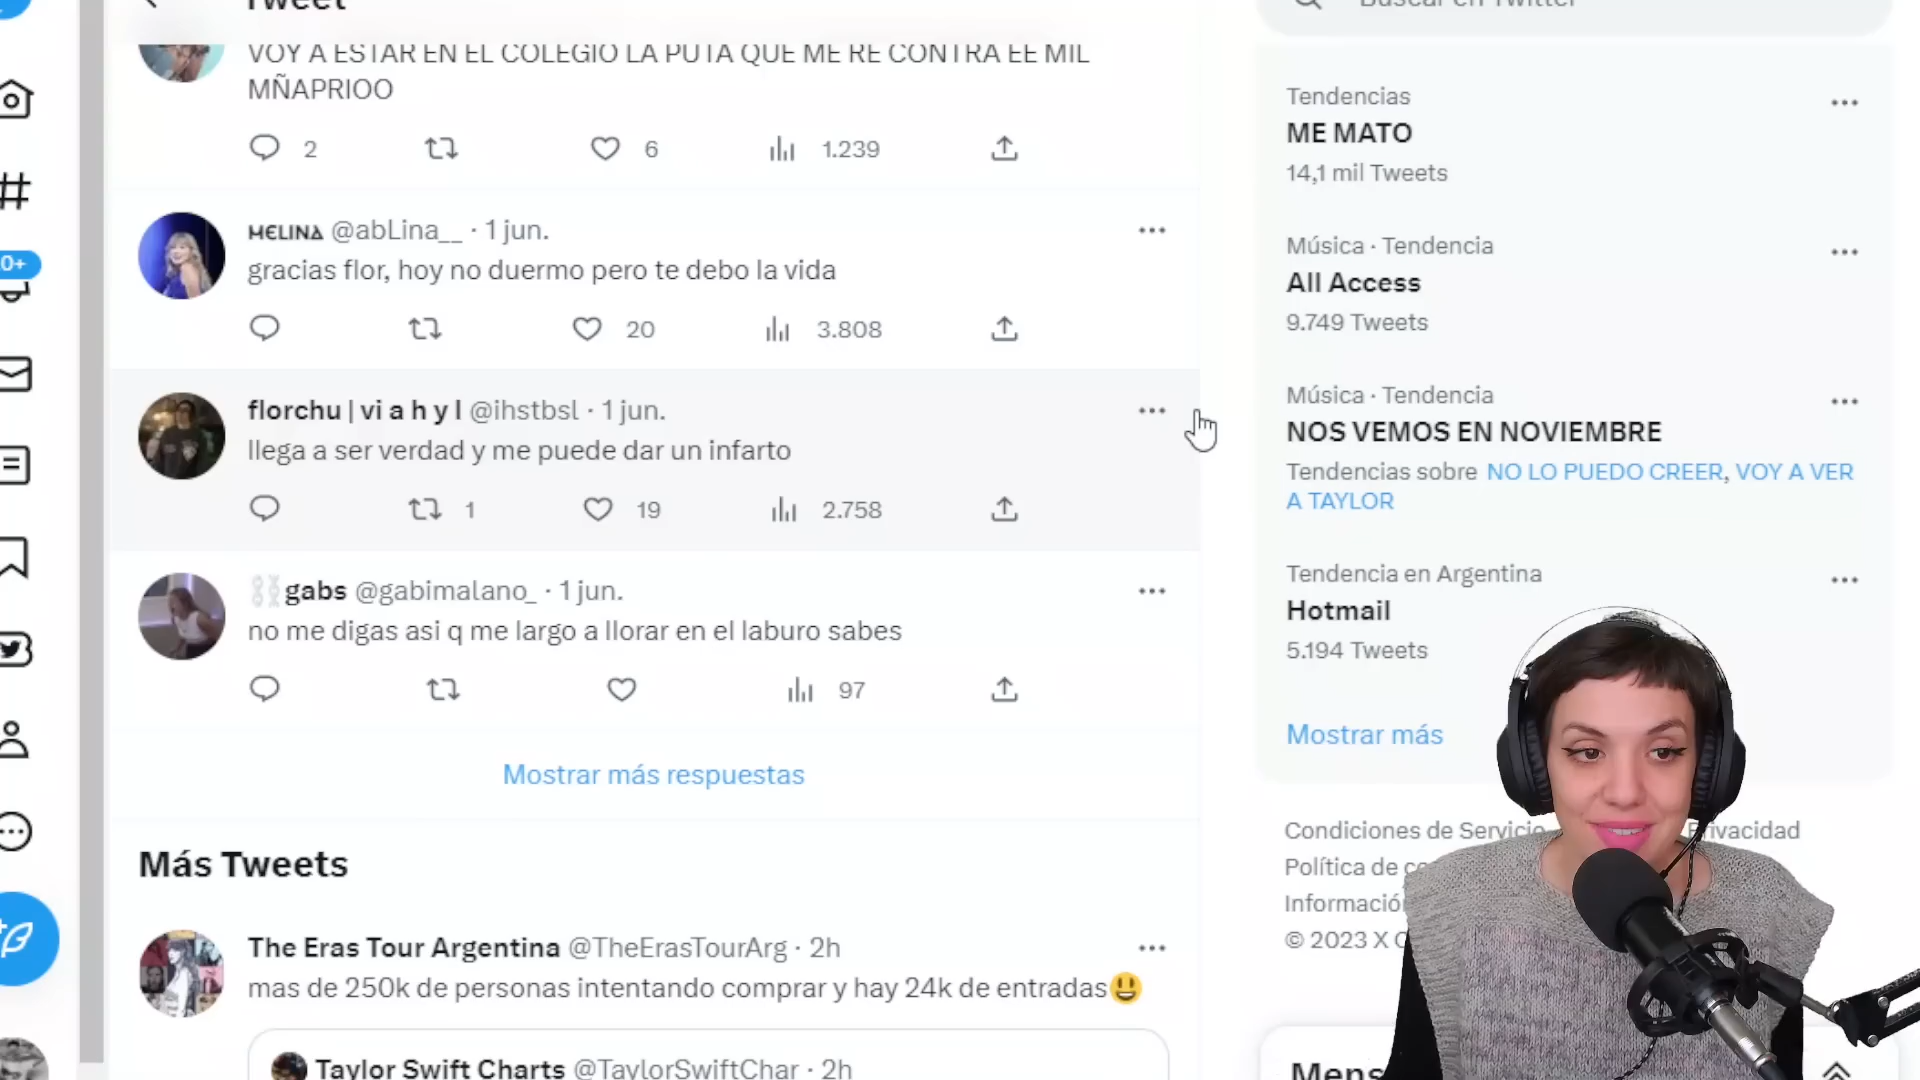 Tweet
Buscar en Twitter
VOY A ESTAR EN EL COLEGIO LA PUTA QUE ME RE CONTRA EE MIL
MÑAPRIOO
2 6 1.239
MELINA @abLina__ · 1 jun.
gracias flor, hoy no duermo pero te debo la vida
20 3.808
florchu | vi a h y l @ihstbsl · 1 jun.
llega a ser verdad y me puede dar un infarto
1 19 2.758
gabs @gabimalano_ · 1 jun.
no me digas asi q me largo a llorar en el laburo sabes
97
Mostrar más respuestas
Más Tweets
The Eras Tour Argentina @TheErasTourArg · 2h
mas de 250k de personas intentando comprar y hay 24k de entradas😃
Taylor Swift Charts @TaylorSwiftChar · 2h
Tendencias
ME MATO
14,1 mil Tweets
Música · Tendencia
All Access
9.749 Tweets
Música · Tendencia
NOS VEMOS EN NOVIEMBRE
Tendencias sobre NO LO PUEDO CREER, VOY A VER
A TAYLOR
Tendencia en Argentina
Hotmail
5.194 Tweets
Mostrar más
Condiciones de Servicio Privacidad
Política de
Información
© 2023 X